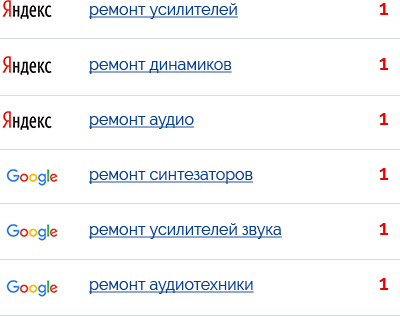 Яндекс ремонт усилителей 1
Яндекс ремонт динамиков 1
Яндекс ремонт аудио 1
Google ремонт синтезаторов 1
Google ремонт усилителей звука 1
Google ремонт аудиотехники 1